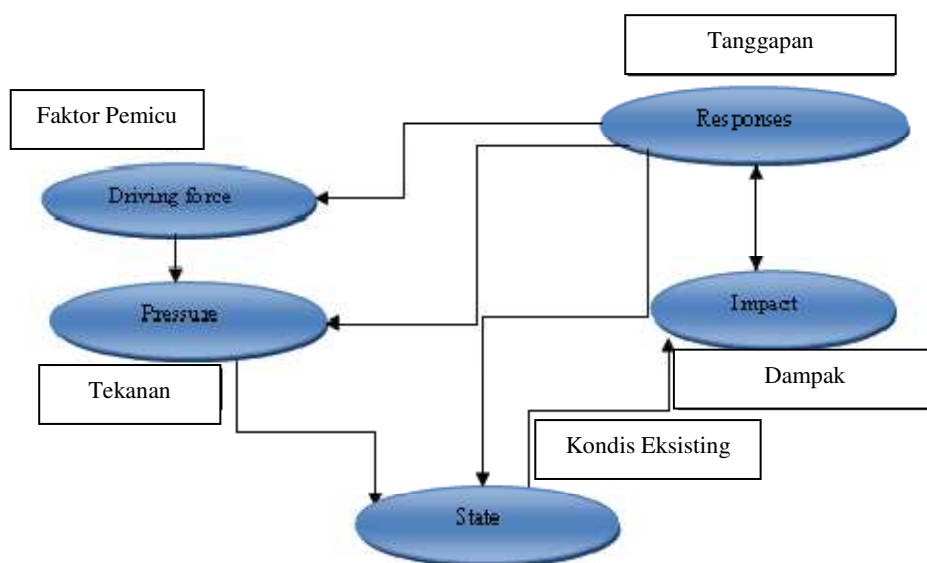 Tanggapan
Responses
Faktor Pemicu
Driving force
Pressure
Tekanan
Impact
Dampak
Kondis Eksisting
State